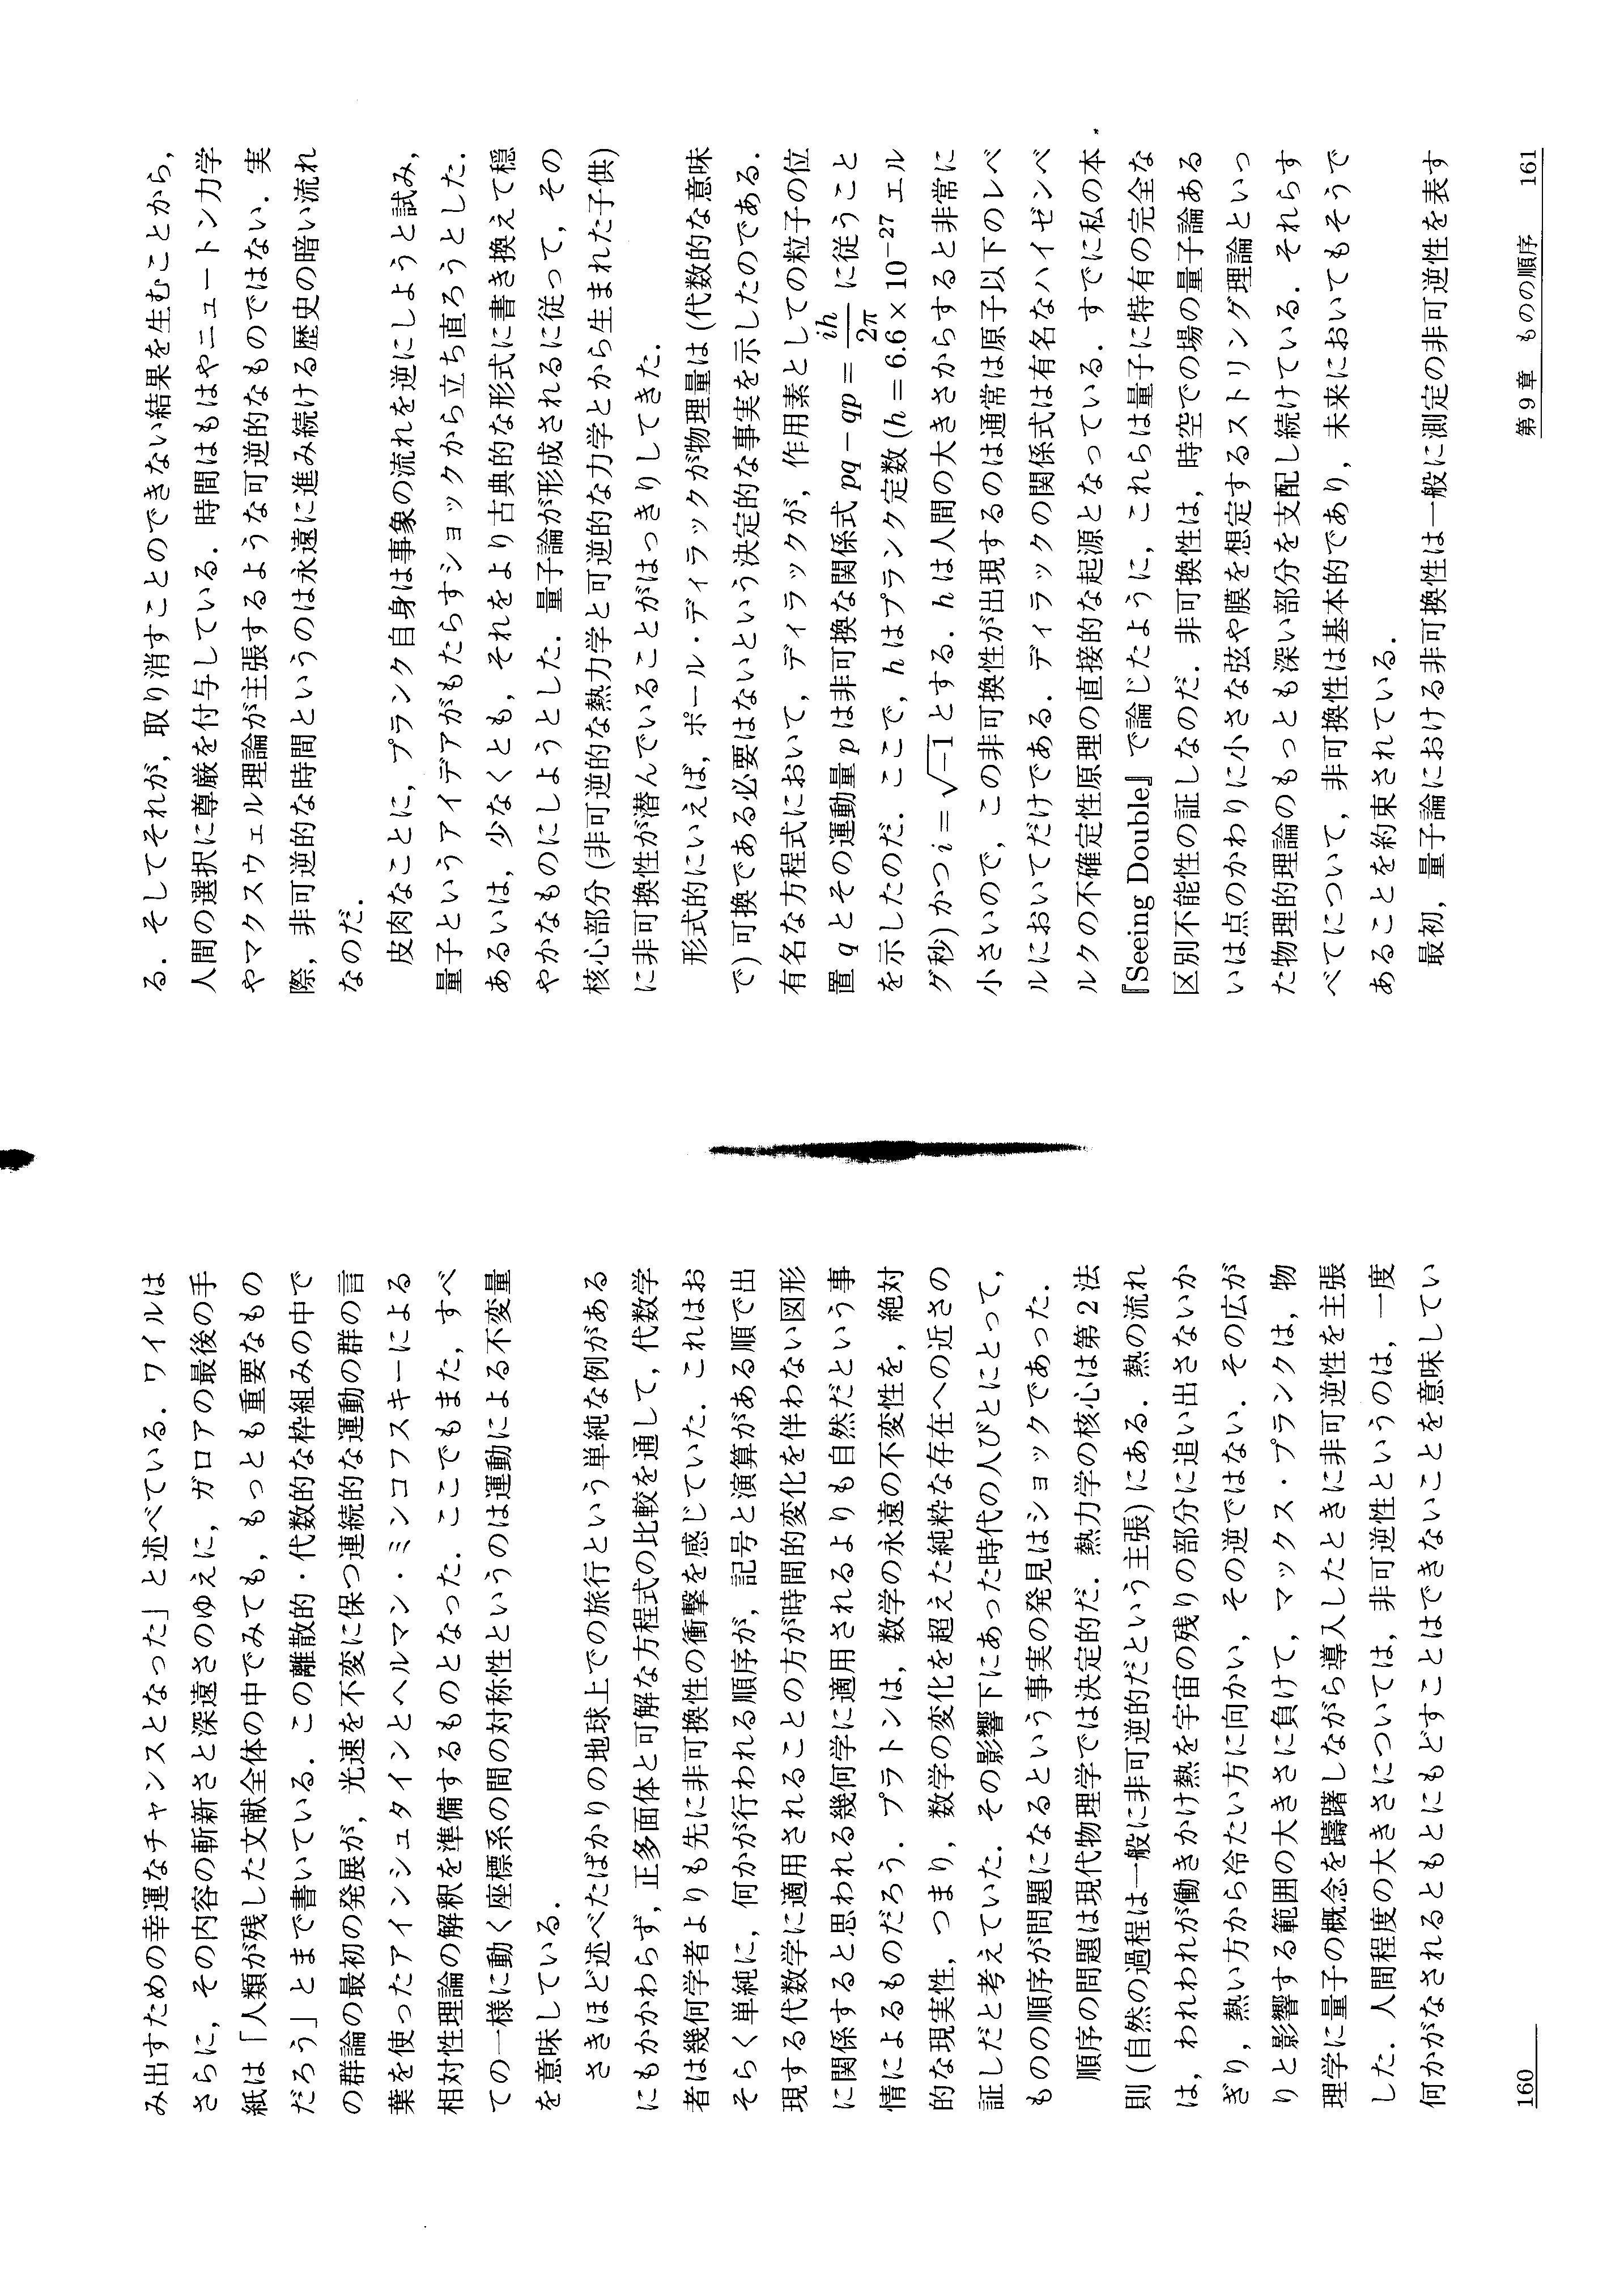 み出すための幸運なチャンスとなった」と述べている．ワイルは
さらに，その内容の斬新さと深遠さのゆえに，ガロアの最後の手
紙は「人類が残した文献全体の中でみても，もっとも重要なもの
だろう」とまで書いている．この離散的・代数的な枠組みの中で
の群論の最初の発展が，光速を不変に保つ連続的な運動の群の言
葉を使ったアインシュタインとヘルマン・ミンコフスキーによる
相対性理論の解釈を準備するものとなった．ここでもまた，すべ
ての一様に動く座標系の間の対称性というのは運動による不変量
を意味している．
さきほど述べたばかりの地球上での旅行という単純な例がある
にもかかわらず，正多面体と可解な方程式の比較を通して，代数学
者は幾何学者よりも先に非可換性の衝撃を感じていた．これはお
そらく単純に，何かが行われる順序が，記号と演算がある順で出
現する代数学に適用されることの方が時間的変化を伴わない図形
に関係すると思われる幾何学に適用されるよりも自然だという事
情によるものだろう．プラトンは，数学の永遠の不変性を，絶対
的な現実性，つまり，数学の変化を超えた純粋な存在への近さの
証しだと考えていた．その影響下にあった時代の人びとにとって，
ものの順序が問題になるという事実の発見はショックであった．
順序の問題は現代物理学では決定的だ．熱力学の核心は第2法
則(自然の過程は一般に非可逆的だという主張)にある．熱の流れ
は，われわれが働きかけ熱を宇宙の残りの部分に追い出さないか
ぎり，熱い方から冷たい方に向かい，その逆ではない．その広が
りと影響する範囲の大きさに負けて，マックス・プランクは，物
理学に量子の概念を躊躇しながら導入したときに非可逆性を主張
した．人間程度の大きさについては，非可逆性というのは，一度
何かがなされるともとにもどすことはできないことを意味してい
160
る．そしてそれが，取り消すことのできない結果を生むことから，
人間の選択に尊厳を付与している．時間はもはやニュートン力学
やマクスウェル理論が主張するような可逆的なものではない．実
際，非可逆的な時間というのは永遠に進み続ける歴史の暗い流れ
なのだ．
皮肉なことに，プランク自身は事象の流れを逆にしようと試み，
量子というアイデアがもたらすショックから立ち直ろうとした．
あるいは，少なくとも，それをより古典的な形式に書き換えて穏
やかなものにしようとした．量子論が形成されるに従って，その
核心部分(非可逆的な熱力学と可逆的な力学とから生まれた子供)
に非可換性が潜んでいることがはっきりしてきた．
形式的にいえば，ポール・ディラックが物理量は(代数的な意味
で)可換である必要はないという決定的な事実を示したのである．
有名な方程式において，ディラックが，作用素としての粒子の位
置 q とその運動量 p は非可換な関係式 pq − qp = ih/2π に従うこと
を示したのだ．ここで，h はプランク定数(h = 6.6 × 10⁻²⁷ エル
グ秒)かつ i = √−1 とする．h は人間の大きさからすると非常に
小さいので，この非可換性が出現するのは通常は原子以下のレベ
ルにおいてだけである．ディラックの関係式は有名なハイゼンベ
ルクの不確定性原理の直接的な起源となっている．すでに私の本
『Seeing Double』で論じたように，これらは量子に特有の完全な
区別不能性の証しなのだ．非可換性は，時空での場の量子論ある
いは点のかわりに小さな弦や膜を想定するストリング理論といっ
た物理的理論のもっとも深い部分を支配し続けている．それらす
べてについて，非可換性は基本的であり，未来においてもそうで
あることを約束されている．
最初，量子論における非可換性は一般に測定の非可逆性を表す
第9章 ものの順序 161